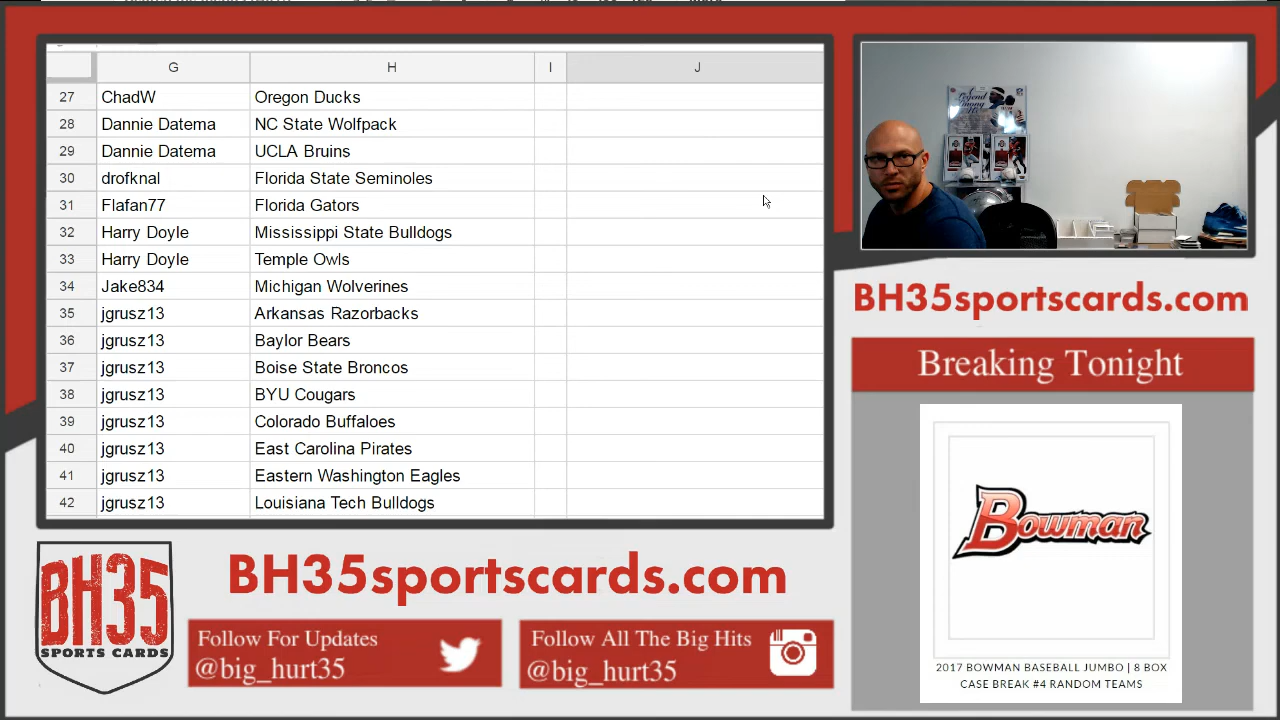 G H I J
27 ChadW Oregon Ducks
28 Dannie Datema NC State Wolfpack
29 Dannie Datema UCLA Bruins
30 drofknal Florida State Seminoles
31 Flafan77 Florida Gators
32 Harry Doyle Mississippi State Bulldogs
33 Harry Doyle Temple Owls
34 Jake834 Michigan Wolverines
35 jgrusz13 Arkansas Razorbacks
36 jgrusz13 Baylor Bears
37 jgrusz13 Boise State Broncos
38 jgrusz13 BYU Cougars
39 jgrusz13 Colorado Buffaloes
40 jgrusz13 East Carolina Pirates
41 jgrusz13 Eastern Washington Eagles
42 jgrusz13 Louisiana Tech Bulldogs
Legend
Among
BH35sportscards.com
Breaking Tonight
Bowman
2017 BOWMAN BASEBALL JUMBO | 8 BOX
CASE BREAK #4 RANDOM TEAMS
BH35
SPORTS CARDS
BH35sportscards.com
Follow For Updates
@big_hurt35
Follow All The Big Hits
@big_hurt35